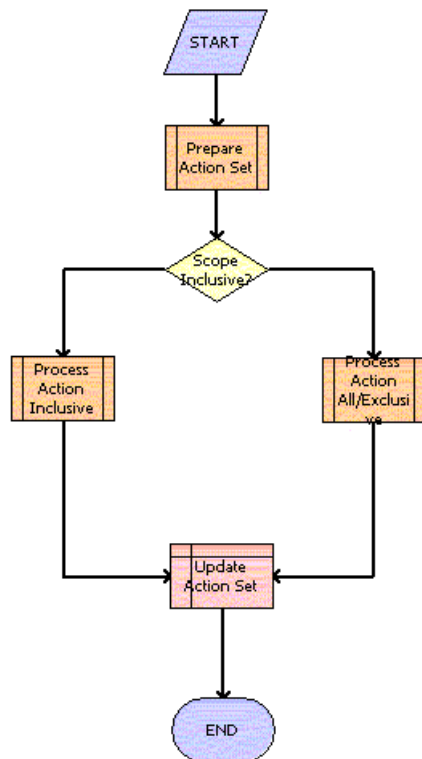 START
Prepare
Action Set
Scope
Inclusive?
Process
Action
Inclusive
Process
Action
All/Exclusi
ve
Update
Action Set
END